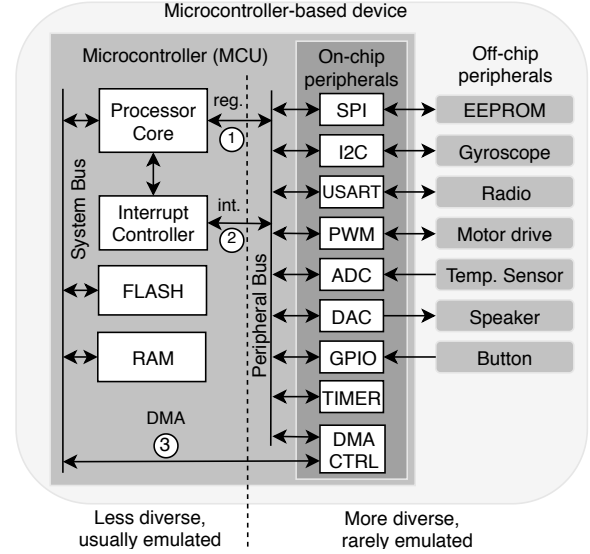 Microcontroller-based device
Microcontroller (MCU)
On-chip
peripherals
Off-chip
peripherals
Processor
Core
reg.
1
SPI
EEPROM
I2C
Gyroscope
System Bus
Interrupt
Controller
int.
2
USART
Radio
PWM
Motor drive
Peripheral Bus
FLASH
ADC
Temp. Sensor
DAC
Speaker
RAM
GPIO
Button
TIMER
DMA
3
DMA
CTRL
Less diverse,
usually emulated
More diverse,
rarely emulated